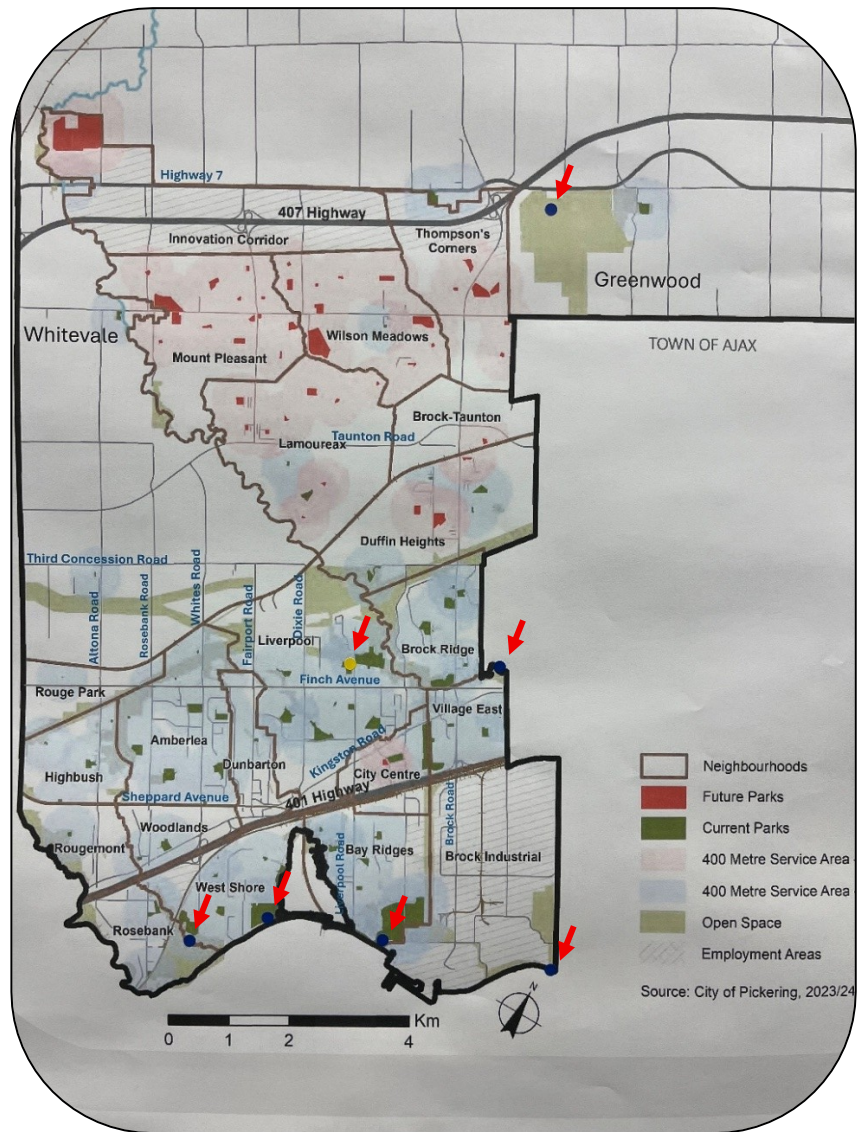 Highway 7
407 Highway
Innovation Corridor
Thompson's
Corners
Greenwood
Whitevale
Wilson Meadows
Mount Pleasant
TOWN OF AJAX
Brock-Taunton
Taunton Road
Lamoureax
Duffin Heights
Third Concession Road
Altona Road
Rosebank Road
Whites Road
Fairport Road
Dixie Road
Liverpool
Brock Ridge
Finch Avenue
Rouge Park
Village East
Amberlea
Kingston Road
Dunbarton
City Centre
Highbush
Sheppard Avenue
401 Highway
Woodlands
Rougemont
Liverpool Road
Bay Ridges
Brock Road
Brock Industrial
West Shore
Rosebank
Neighbourhoods
Future Parks
Current Parks
400 Metre Service Area
400 Metre Service Area
Open Space
Employment Areas
Source: City of Pickering, 2023/24
N
Km
0 1 2 4